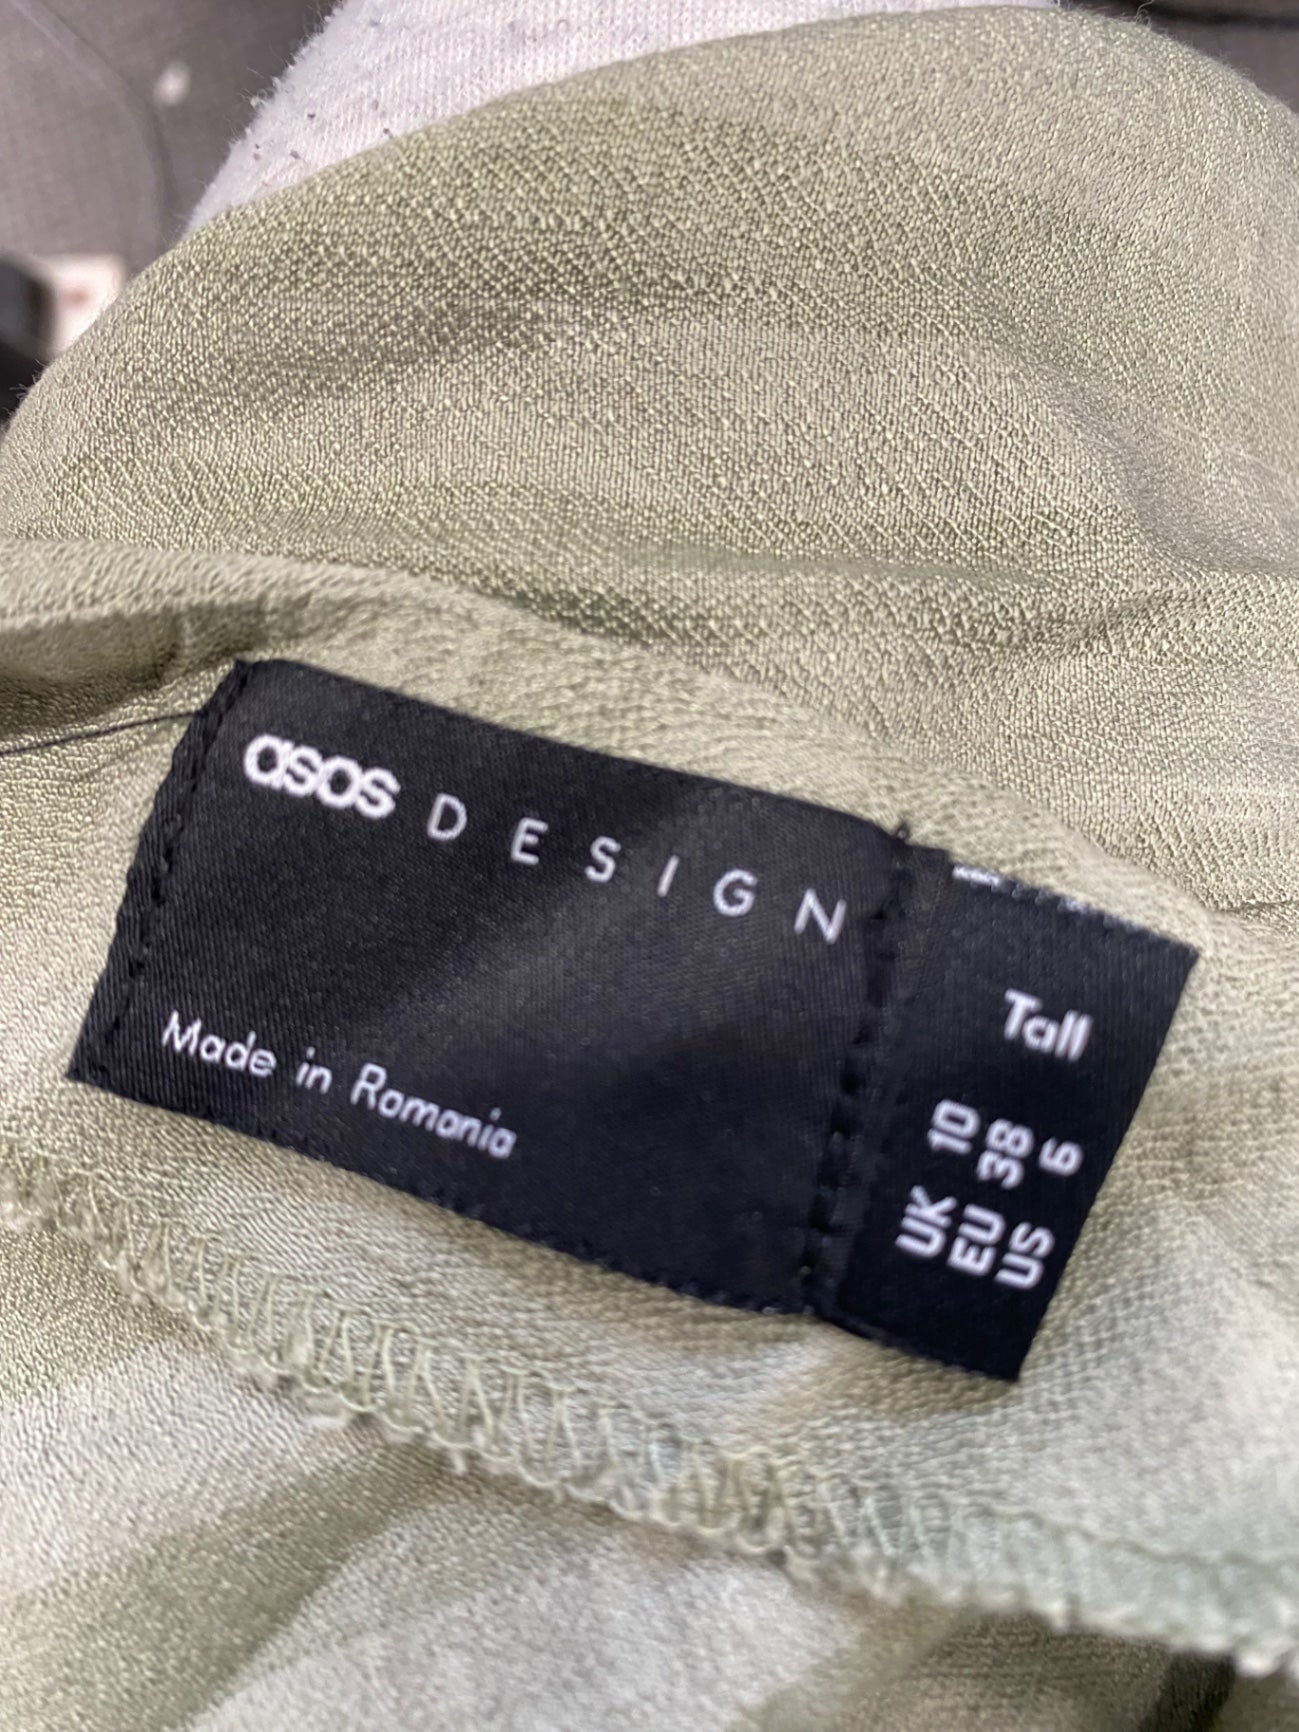 asos DESIGN
Made in Romania
Tall
UK 10
EU 38
US 6